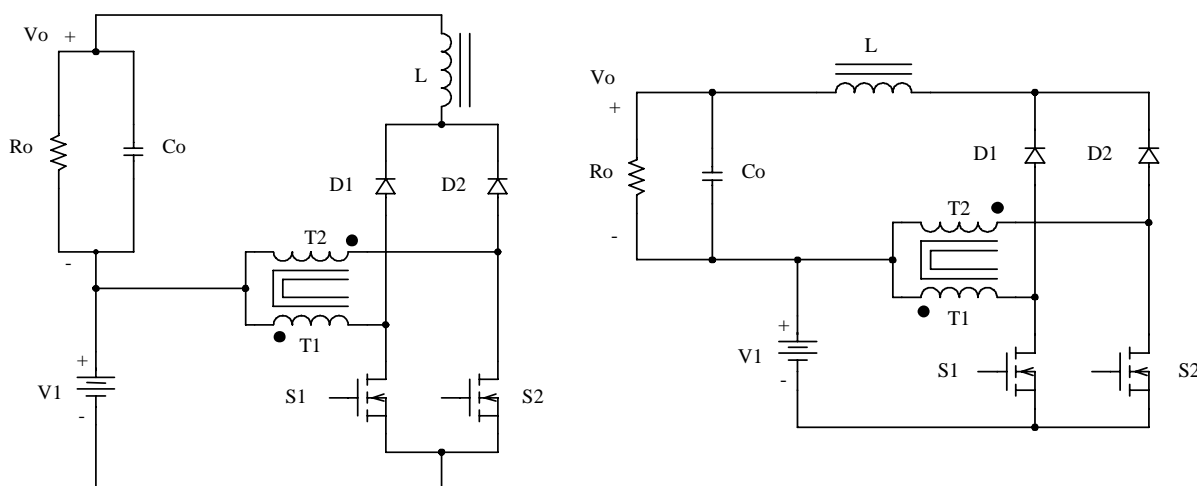 Vo
+
L
Ro
Co
D1
D2
-
T2
T1
+
V1
-
S1
S2
L
Vo
+
D1
D2
Ro
Co
T2
-
T1
+
V1
-
S1
S2